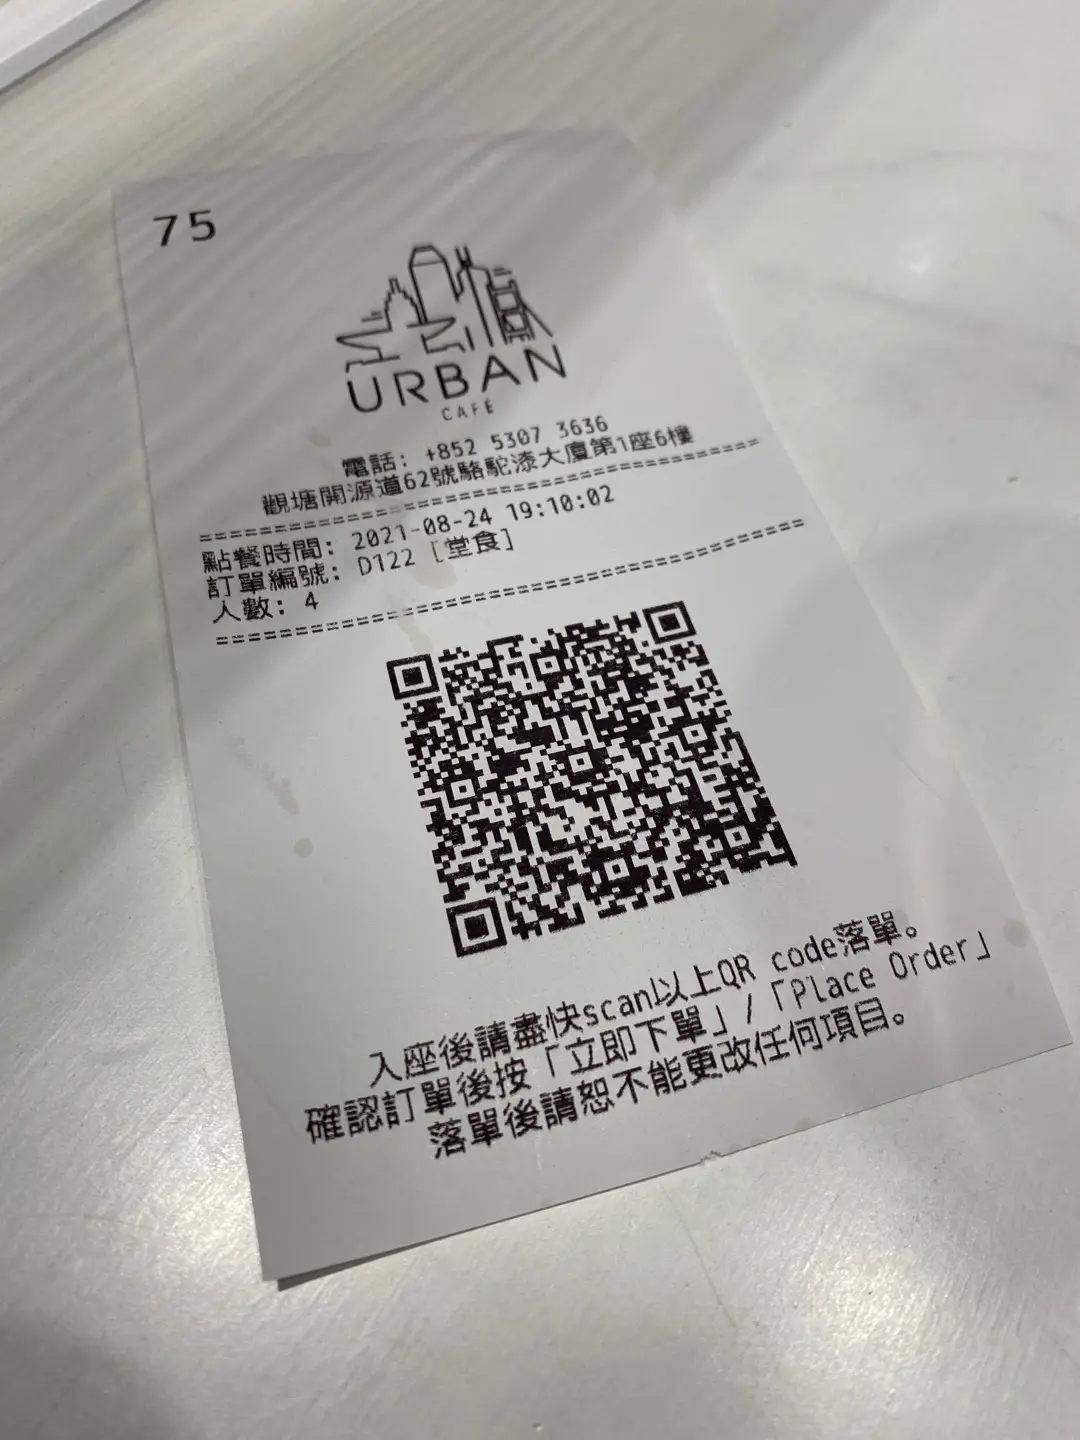 75
URBAN
CAFÉ
電話: +852 5307 3636
觀塘開源道62號駱駝漆大廈第1座6樓
================================
點餐時間: 2021-08-24 19:10:02
訂單編號: D122 [堂食]
人數: 4
================================
入座後請盡快scan以上QR code落單。
確認訂單後按「立即下單」/「Place Order」
落單後請恕不能更改任何項目。